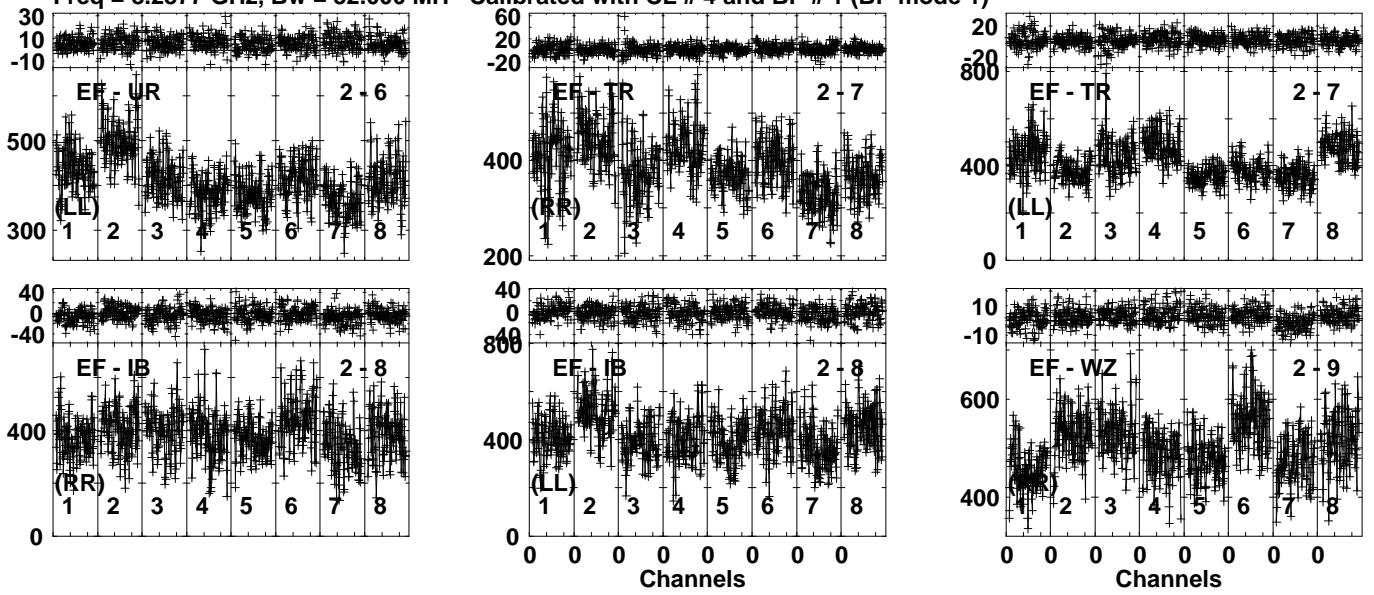 Calibrated with CL # 4 and BP # 1 (BP mode 1)
30
10
-10
EF - UR 2 - 6
500
(LL)
300
1 2 3 4 5 6 7 8
60
20
-20
EF - TR 2 - 7
400
(RR)
200
1 2 3 4 5 6 7 8
20
-20
800
EF - TR 2 - 7
400
(LL)
0
1 2 3 4 5 6 7 8
40
0
-40
EF - IB 2 - 8
400
(RR)
0
1 2 3 4 5 6 7 8
40
0
-40
800
EF - IB 2 - 8
400
(LL)
0
1 2 3 4 5 6 7 8
0 0 0 0 0 0 0 0
Channels
10
-10
EF - WZ 2 - 9
600
400
(RR)
1 2 3 4 5 6 7 8
0 0 0 0 0 0 0 0
Channels